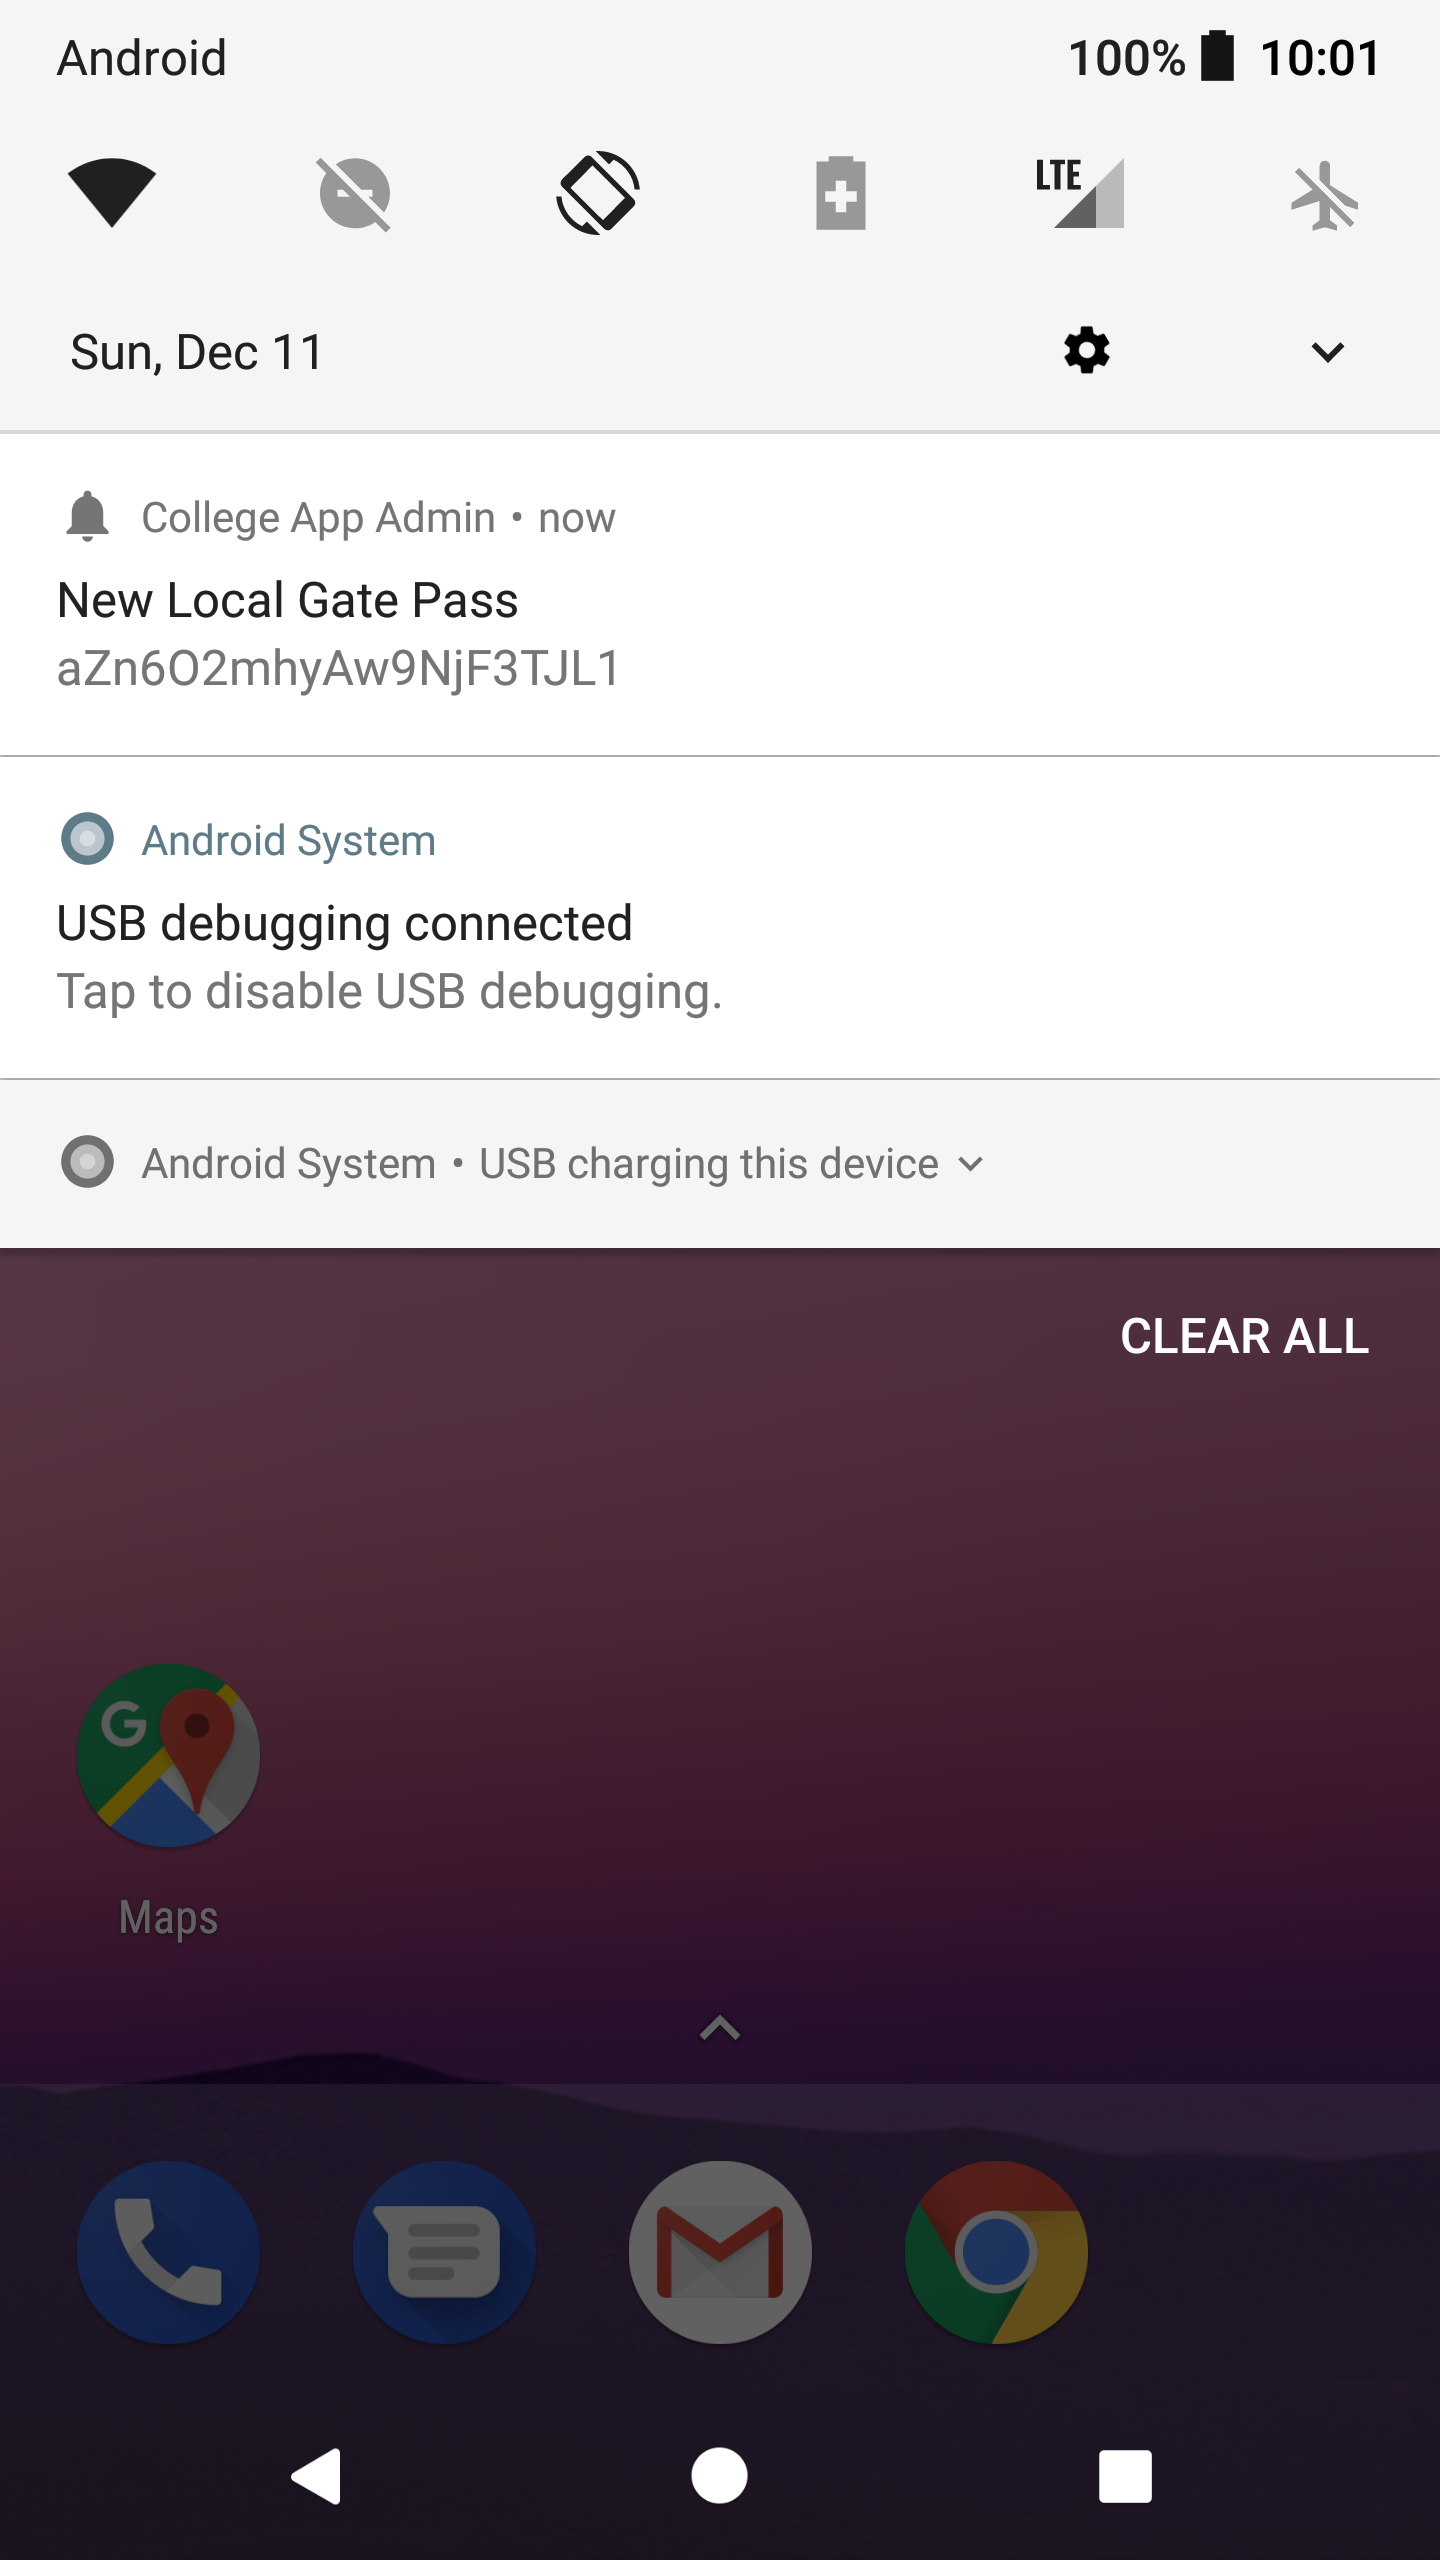 Android 100% 10:01
LTE
Sun, Dec 11
College App Admin • now
New Local Gate Pass
aZn6O2mhyAw9NjF3TJL1
Android System
USB debugging connected
Tap to disable USB debugging.
Android System • USB charging this device
CLEAR ALL
G
Maps